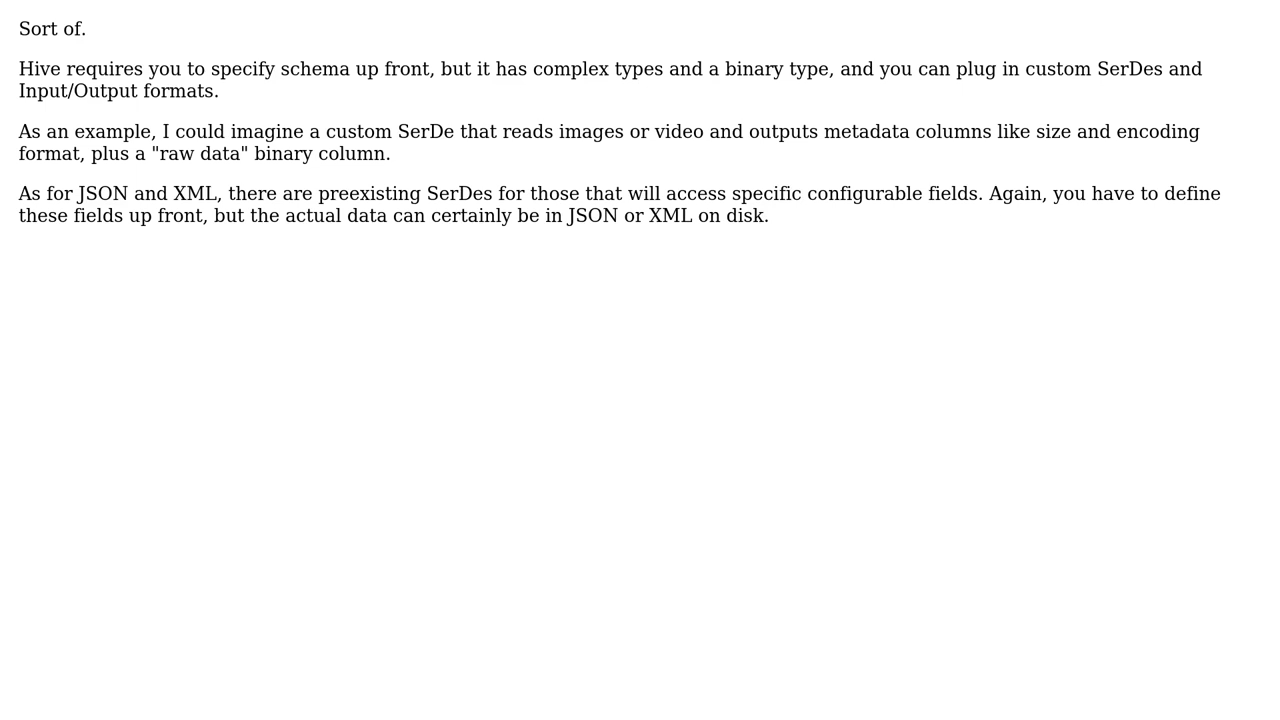 Sort of.
Hive requires you to specify schema up front, but it has complex types and a binary type, and you can plug in custom SerDes and
Input/Output formats.
As an example, I could imagine a custom SerDe that reads images or video and outputs metadata columns like size and encoding
format, plus a "raw data" binary column.
As for JSON and XML, there are preexisting SerDes for those that will access specific configurable fields. Again, you have to define
these fields up front, but the actual data can certainly be in JSON or XML on disk.